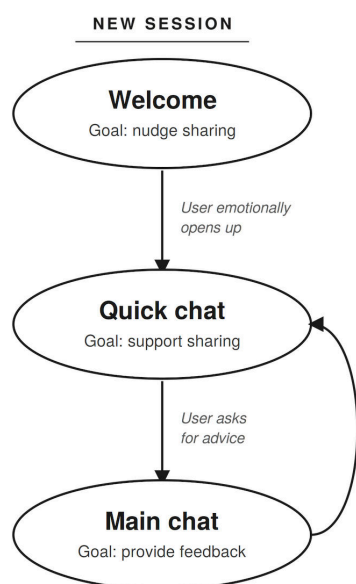 NEW SESSION
Welcome
Goal: nudge sharing
User emotionally
opens up
Quick chat
Goal: support sharing
User asks
for advice
Main chat
Goal: provide feedback